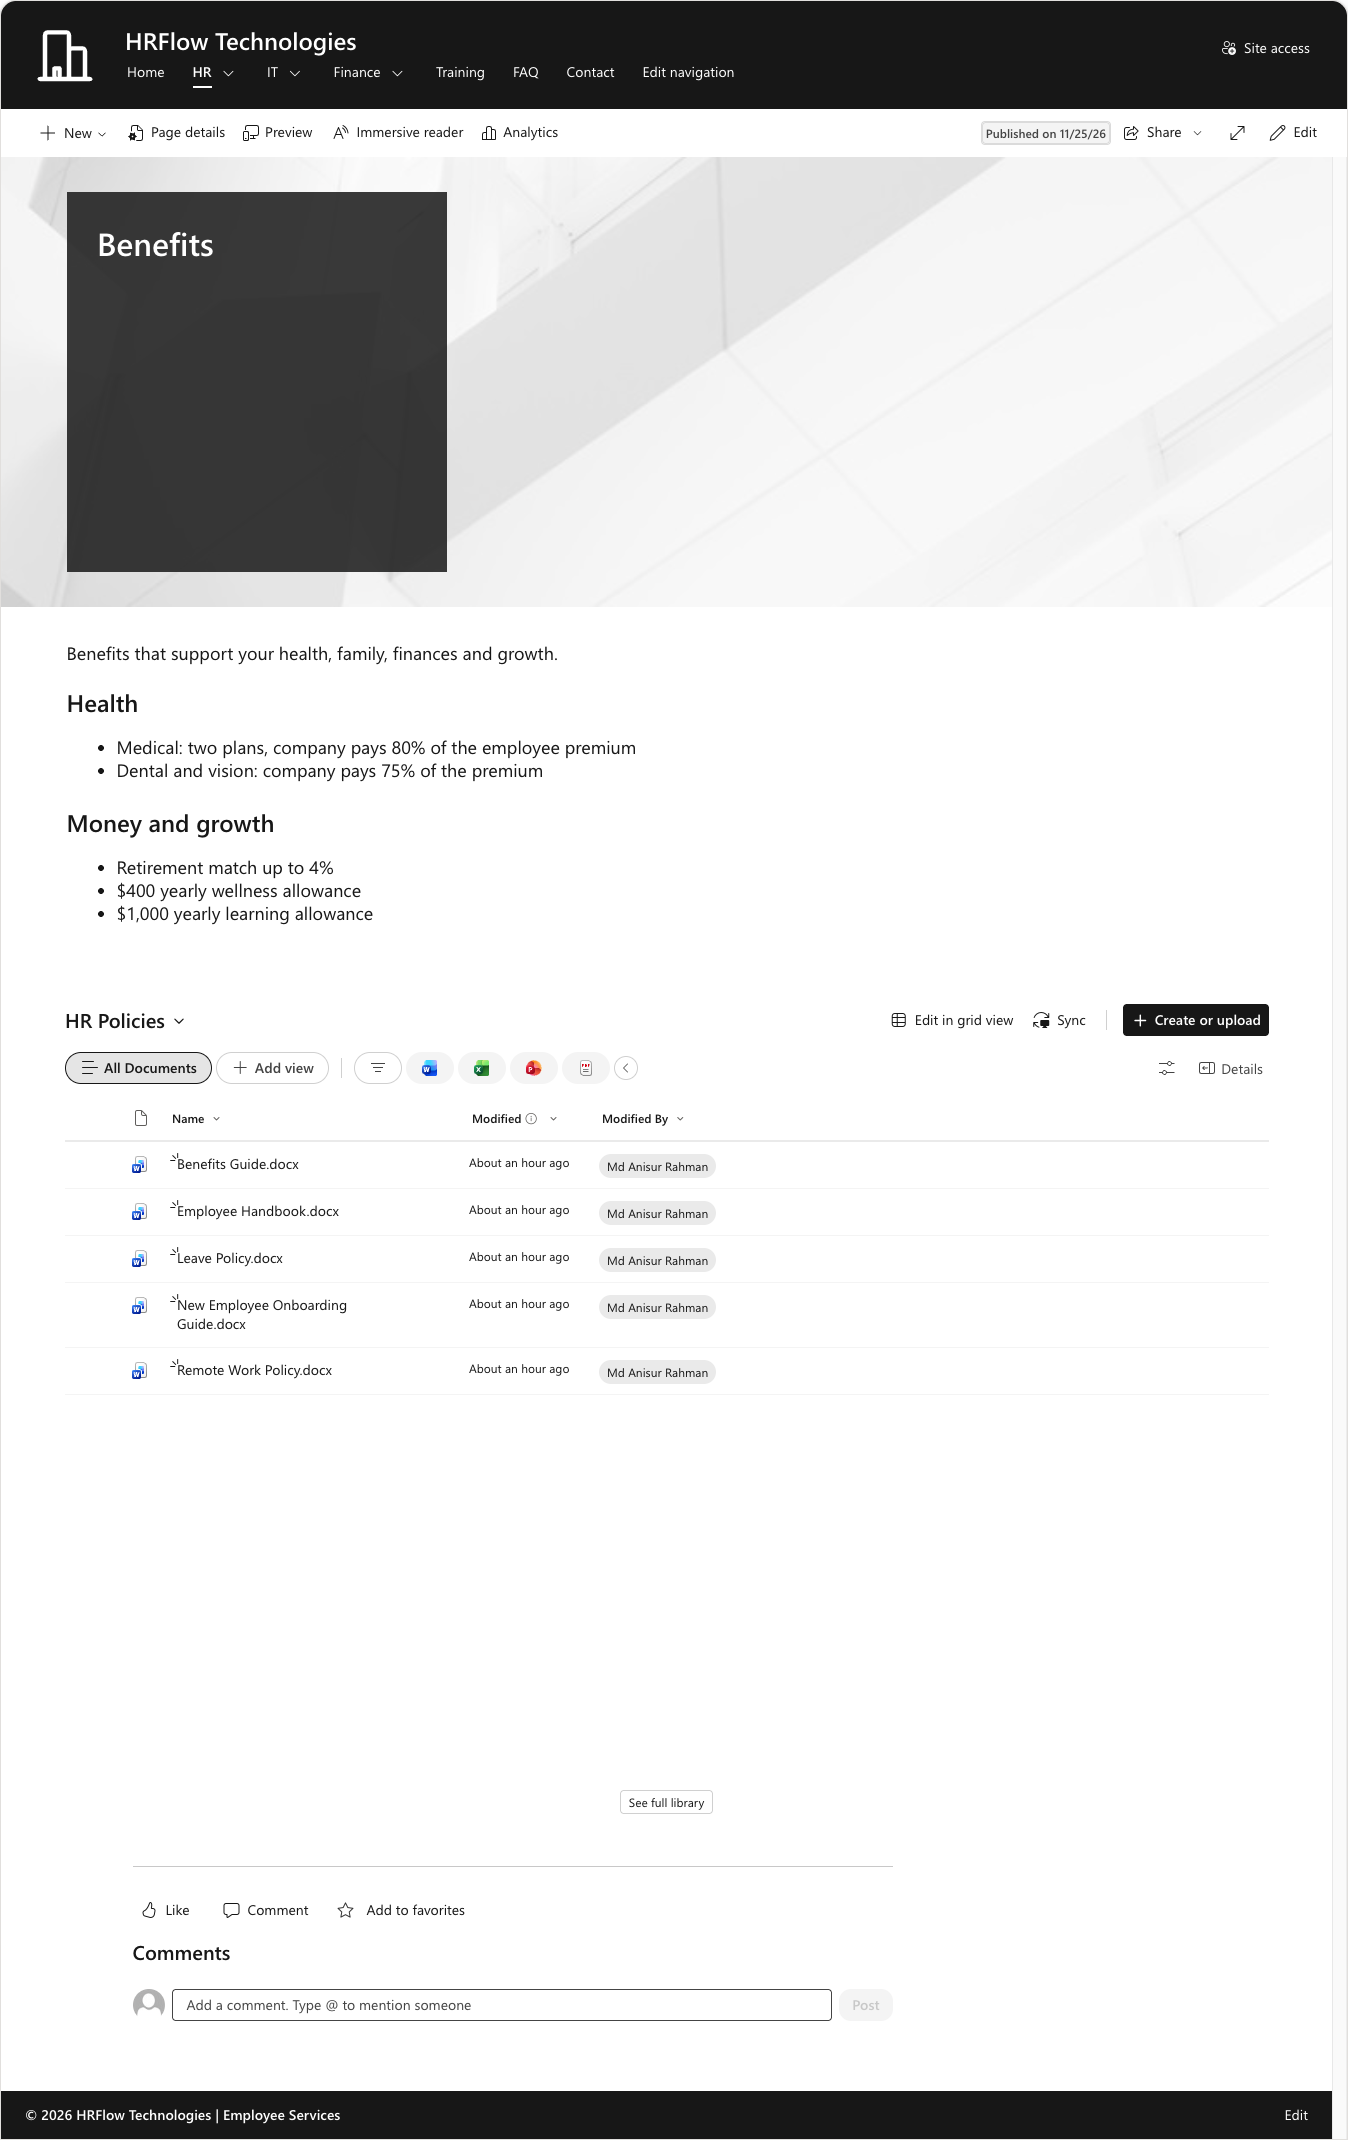 HRFlow Technologies
Home HR IT Finance Training FAQ Contact Edit navigation
Site access
New Page details Preview Immersive reader Analytics
Published on 11/25/26 Share Edit
Benefits
Benefits that support your health, family, finances and growth.
Health
• Medical: two plans, company pays 80% of the employee premium
• Dental and vision: company pays 75% of the premium
Money and growth
• Retirement match up to 4%
• $400 yearly wellness allowance
• $1,000 yearly learning allowance
HR Policies
Edit in grid view Sync + Create or upload
All Documents + Add view
Details
Name Modified Modified By
Benefits Guide.docx About an hour ago Md Anisur Rahman
Employee Handbook.docx About an hour ago Md Anisur Rahman
Leave Policy.docx About an hour ago Md Anisur Rahman
New Employee Onboarding About an hour ago Md Anisur Rahman
Guide.docx
Remote Work Policy.docx About an hour ago Md Anisur Rahman
See full library
Like Comment Add to favorites
Comments
Add a comment. Type @ to mention someone Post
© 2026 HRFlow Technologies | Employee Services Edit